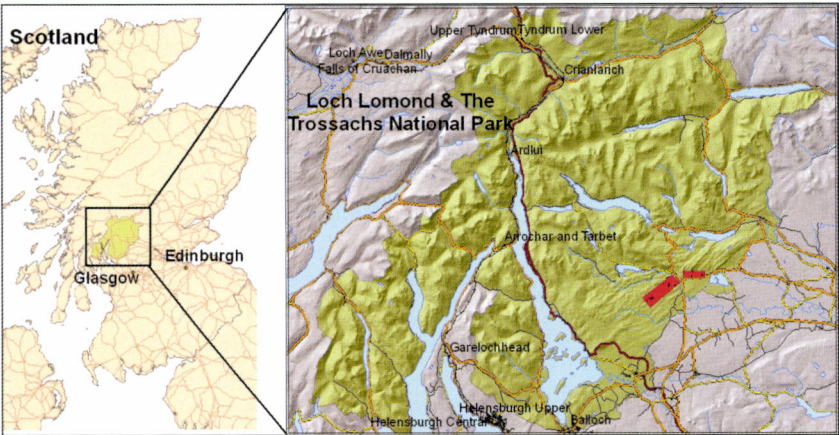 Scotland
Glasgow
Edinburgh
Upper Tyndrum Tyndrum Lower
Loch Awe Dalmally
Falls of Cruachan
Crianlarich
Loch Lomond & The
Trossachs National Park
Ardlui
Arrochar and Tarbet
Garelochhead
Helensburgh Upper
Helensburgh Central
Balloch